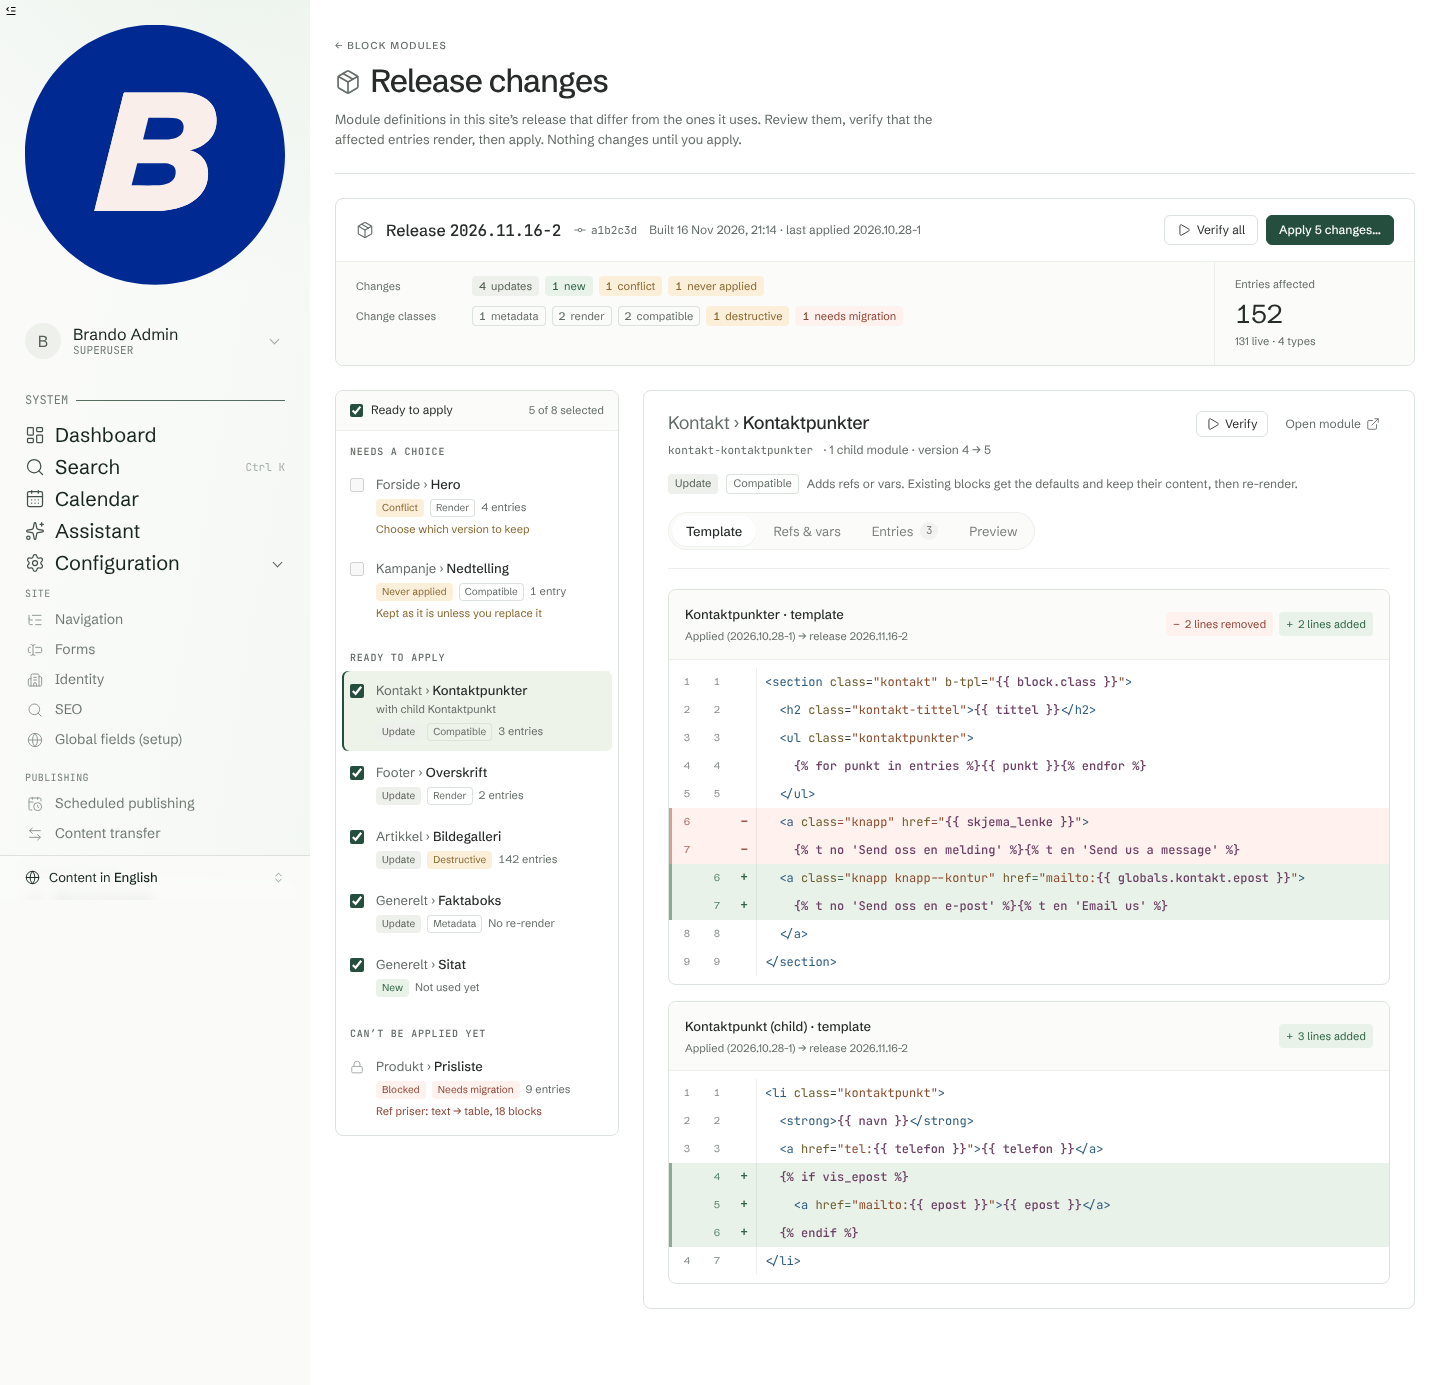 B
B
Brando Admin
SUPERUSER
SYSTEM
Dashboard
Search
Ctrl K
Calendar
Assistant
Configuration
SITE
Navigation
Forms
Identity
SEO
Global fields (setup)
PUBLISHING
Scheduled publishing
Content transfer
Content in English
← BLOCK MODULES
Release changes
Module definitions in this site’s release that differ from the ones it uses. Review them, verify that the
affected entries render, then apply. Nothing changes until you apply.
Release 2026.11.16-2 a1b2c3d Built 16 Nov 2026, 21:14 · last applied 2026.10.28-1
Verify all
Apply 5 changes...
Changes 4 updates 1 new 1 conflict 1 never applied
Change classes 1 metadata 2 render 2 compatible 1 destructive 1 needs migration
Entries affected
152
131 live · 4 types
Ready to apply 5 of 8 selected
NEEDS A CHOICE
Forside › Hero
Conflict Render 4 entries
Choose which version to keep
Kampanje › Nedtelling
Never applied Compatible 1 entry
Kept as it is unless you replace it
READY TO APPLY
Kontakt › Kontaktpunkter
with child Kontaktpunkt
Update Compatible 3 entries
Footer › Overskrift
Update Render 2 entries
Artikkel › Bildegalleri
Update Destructive 142 entries
Generelt › Faktaboks
Update Metadata No re-render
Generelt › Sitat
New Not used yet
CAN’T BE APPLIED YET
Produkt › Prisliste
Blocked Needs migration 9 entries
Ref priser: text → table, 18 blocks
Kontakt › Kontaktpunkter
Verify
Open module
kontakt-kontaktpunkter · 1 child module · version 4 → 5
Update Compatible Adds refs or vars. Existing blocks get the defaults and keep their content, then re-render.
Template Refs & vars Entries 3 Preview
Kontaktpunkter · template
Applied (2026.10.28-1) → release 2026.11.16-2
− 2 lines removed + 2 lines added
1 1 <section class="kontakt" b-tpl="{{ block.class }}">
2 2 <h2 class="kontakt-tittel">{{ tittel }}</h2>
3 3 <ul class="kontaktpunkter">
4 4 {% for punkt in entries %}{{ punkt }}{% endfor %}
5 5 </ul>
6 − <a class="knapp" href="{{ skjema_lenke }}">
7 − {% t no 'Send oss en melding' %}{% t en 'Send us a message' %}
6 + <a class="knapp knapp--kontur" href="mailto:{{ globals.kontakt.epost }}">
7 + {% t no 'Send oss en e-post' %}{% t en 'Email us' %}
8 8 </a>
9 9 </section>
Kontaktpunkt (child) · template
Applied (2026.10.28-1) → release 2026.11.16-2
+ 3 lines added
1 1 <li class="kontaktpunkt">
2 2 <strong>{{ navn }}</strong>
3 3 <a href="tel:{{ telefon }}">{{ telefon }}</a>
4 + {% if vis_epost %}
5 + <a href="mailto:{{ epost }}">{{ epost }}</a>
6 + {% endif %}
4 7 </li>